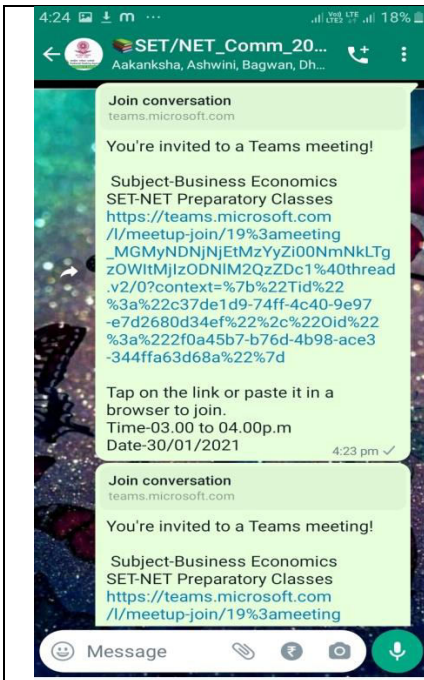 4:24 m ... Vo)) LTE LTE2 18%
SET/NET_Comm_20...
Aakanksha, Ashwini, Bagwan, Dh...
Join conversation
teams.microsoft.com
You're invited to a Teams meeting!
Subject-Business Economics
SET-NET Preparatory Classes
https://teams.microsoft.com
/l/meetup-join/19%3ameeting
_MGMyNDNjNjEtMzYyZi00NmNkLTg
zOWItMjIzODNlM2QzZDc1%40thread
.v2/0?context=%7b%22Tid%22
%3a%22c37de1d9-74ff-4c40-9e97
-e7d2680d34ef%22%2c%22Oid%22
%3a%222f0a45b7-b76d-4b98-ace3
-344ffa63d68a%22%7d
Tap on the link or paste it in a
browser to join.
Time-03.00 to 04.00p.m
Date-30/01/2021
4:23 pm
Join conversation
teams.microsoft.com
You're invited to a Teams meeting!
Subject-Business Economics
SET-NET Preparatory Classes
https://teams.microsoft.com
/l/meetup-join/19%3ameeting
Message